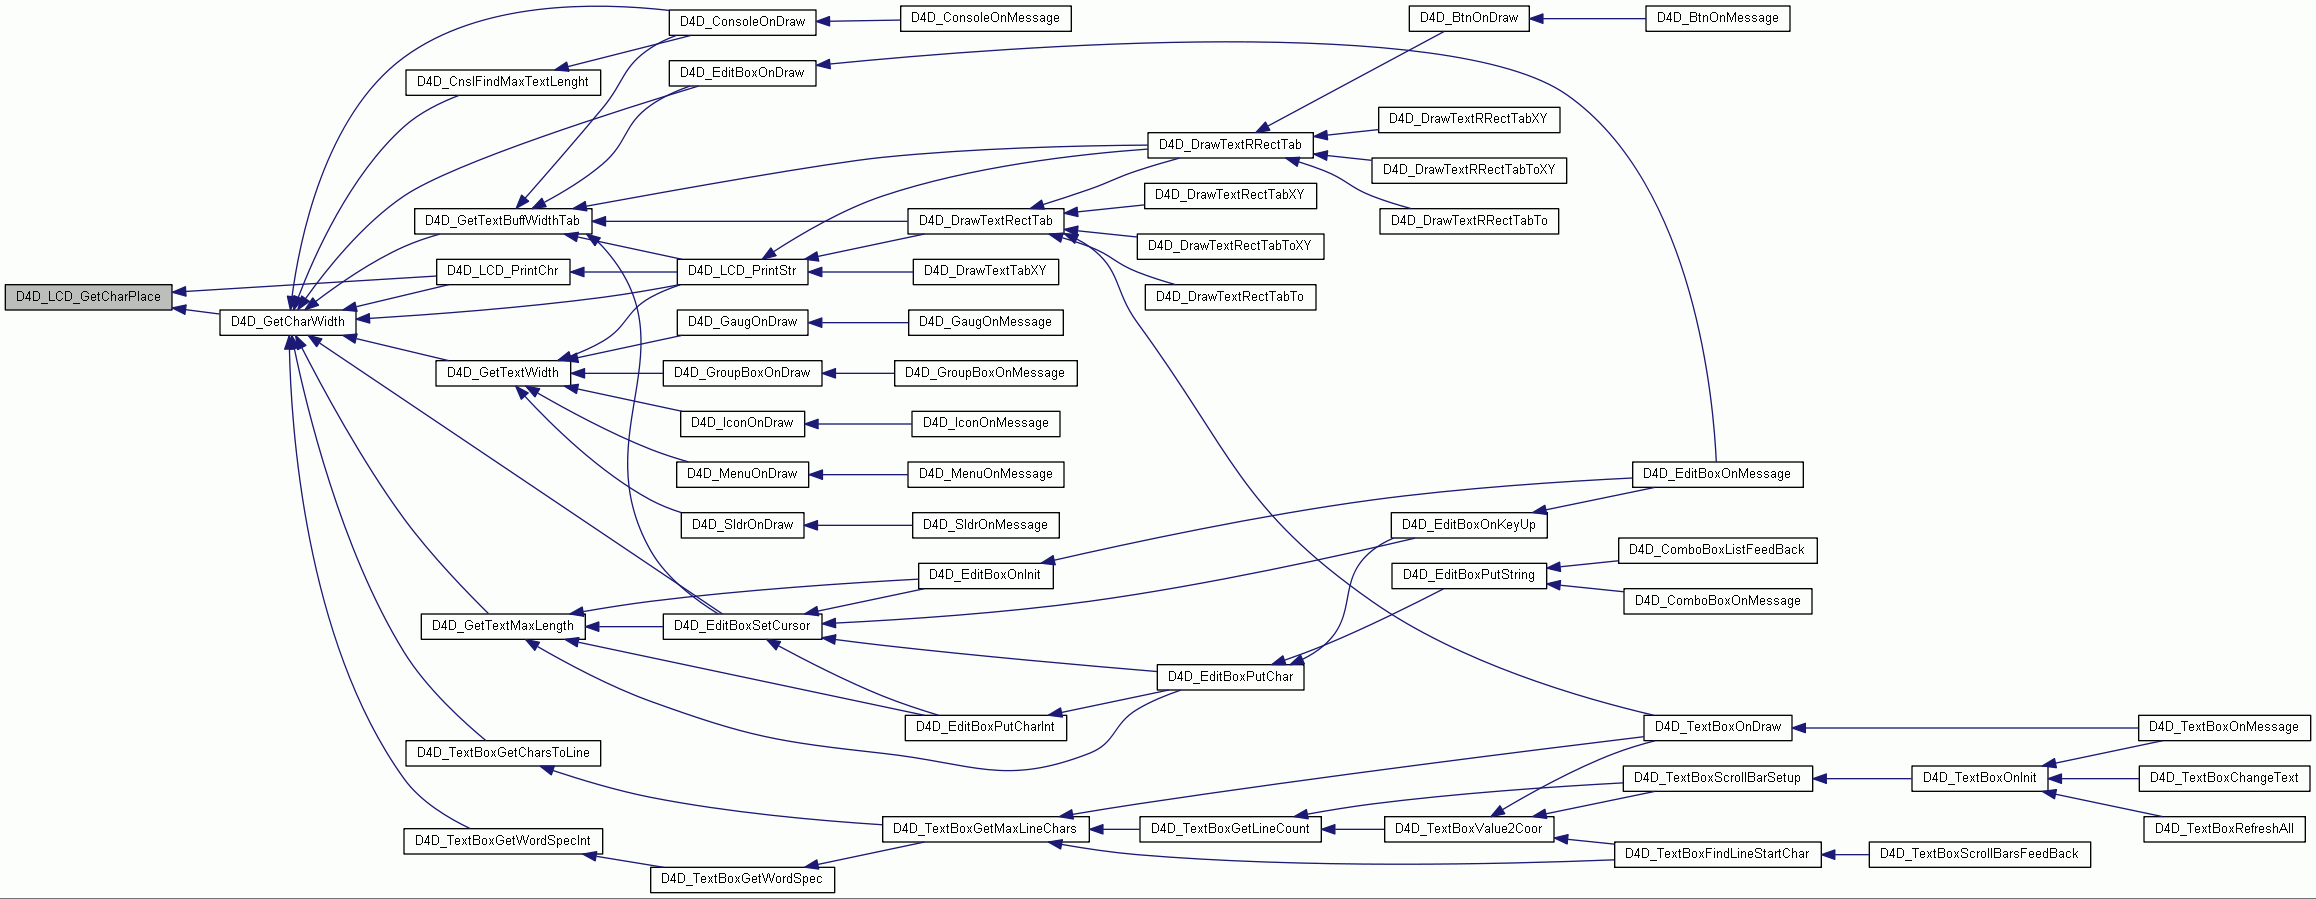 D4D_LCD_GetCharPlace
D4D_GetCharWidth
D4D_CnslFindMaxTextLenght
D4D_GetTextBuffWidthTab
D4D_LCD_PrintChr
D4D_GetTextWidth
D4D_GetTextMaxLength
D4D_TextBoxGetCharsToLine
D4D_TextBoxGetWordSpecInt
D4D_ConsoleOnDraw
D4D_EditBoxOnDraw
D4D_LCD_PrintStr
D4D_GaugOnDraw
D4D_GroupBoxOnDraw
D4D_IconOnDraw
D4D_MenuOnDraw
D4D_SldrOnDraw
D4D_EditBoxSetCursor
D4D_TextBoxGetWordSpec
D4D_ConsoleOnMessage
D4D_DrawTextRectTab
D4D_DrawTextTabXY
D4D_GaugOnMessage
D4D_GroupBoxOnMessage
D4D_IconOnMessage
D4D_MenuOnMessage
D4D_SldrOnMessage
D4D_EditBoxOnInit
D4D_EditBoxPutCharInt
D4D_TextBoxGetMaxLineChars
D4D_DrawTextRRectTab
D4D_DrawTextRectTabXY
D4D_DrawTextRectTabToXY
D4D_DrawTextRectTabTo
D4D_EditBoxPutChar
D4D_TextBoxGetLineCount
D4D_BtnOnDraw
D4D_DrawTextRRectTabXY
D4D_DrawTextRRectTabToXY
D4D_DrawTextRRectTabTo
D4D_EditBoxOnKeyUp
D4D_EditBoxPutString
D4D_TextBoxValue2Coor
D4D_BtnOnMessage
D4D_EditBoxOnMessage
D4D_ComboBoxListFeedBack
D4D_ComboBoxOnMessage
D4D_TextBoxOnDraw
D4D_TextBoxScrollBarSetup
D4D_TextBoxFindLineStartChar
D4D_TextBoxOnInit
D4D_TextBoxScrollBarsFeedBack
D4D_TextBoxOnMessage
D4D_TextBoxChangeText
D4D_TextBoxRefreshAll